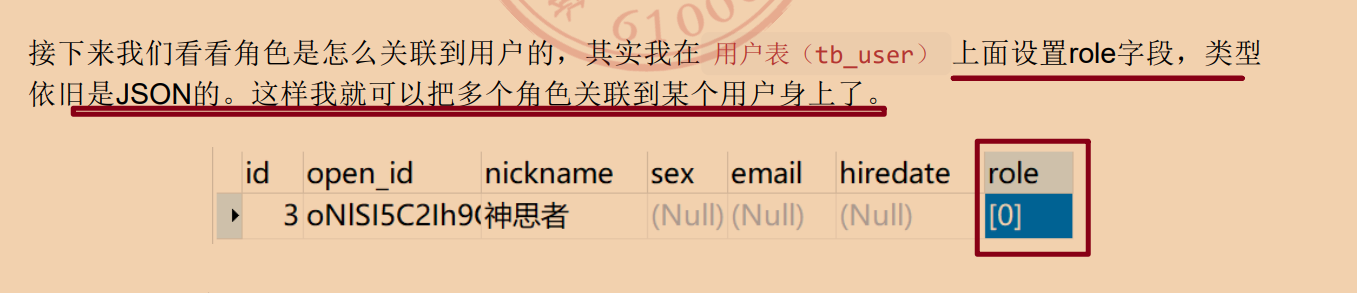 6100
接下来我们看看角色是怎么关联到用户的，其实我在 用户表（tb_user） 上面设置role字段，类型
依旧是JSON的。这样我就可以把多个角色关联到某个用户身上了。
id open_id nickname sex email hiredate role
3 oNlSI5C2Ih9( 神思者 (Null) (Null) (Null) [0]